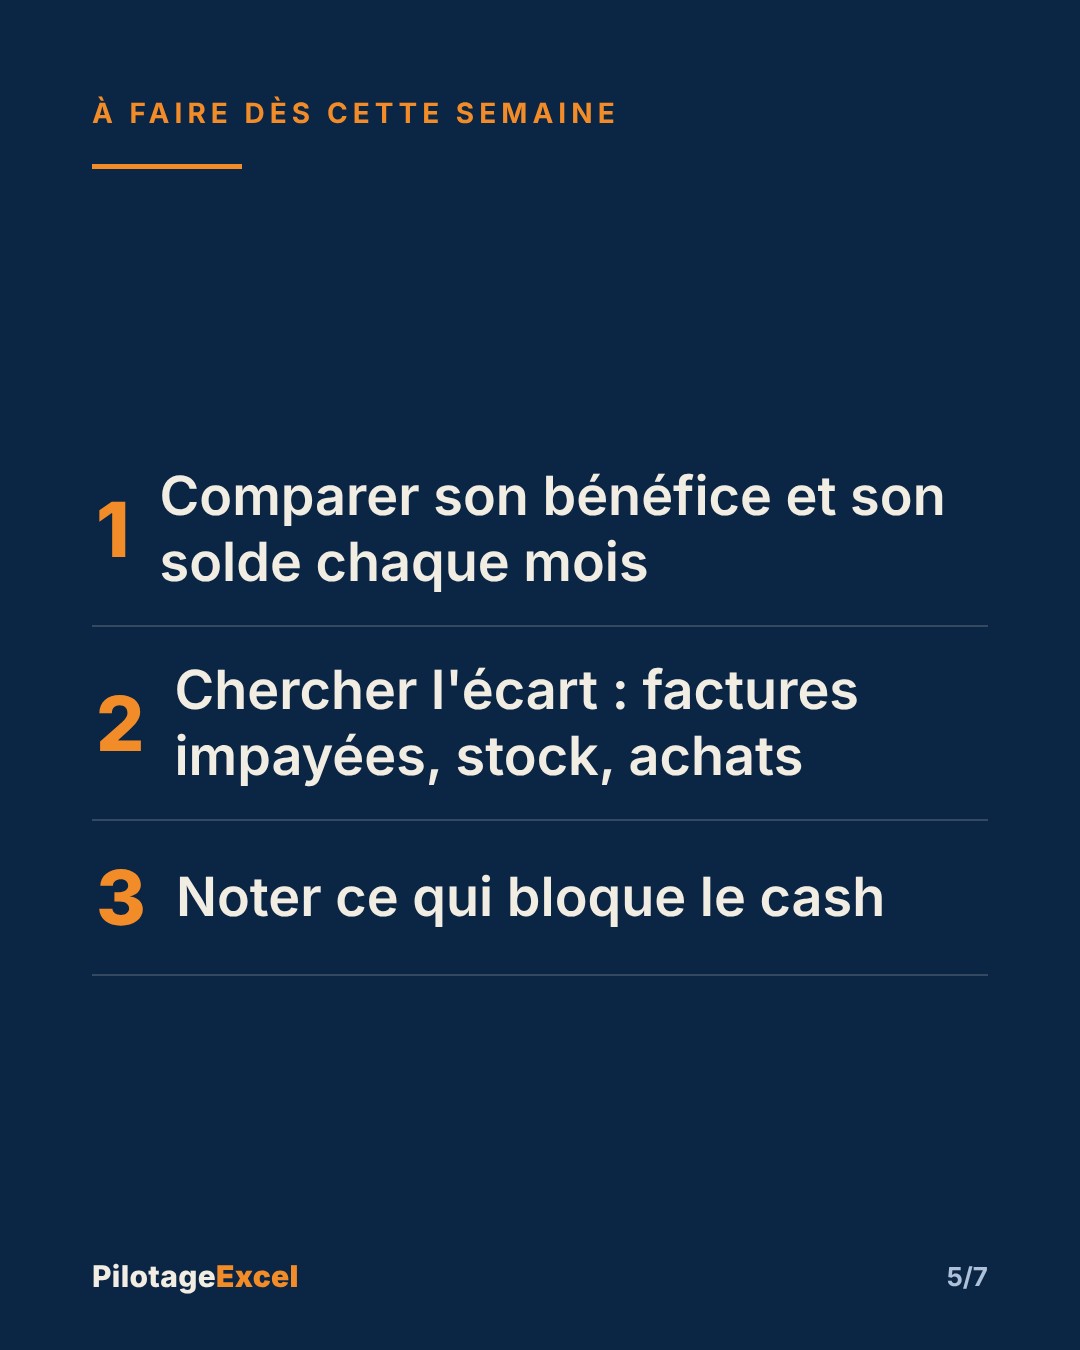 À FAIRE DÈS CETTE SEMAINE
1 Comparer son bénéfice et son
solde chaque mois
2 Chercher l'écart : factures
impayées, stock, achats
3 Noter ce qui bloque le cash
PilotageExcel
5/7